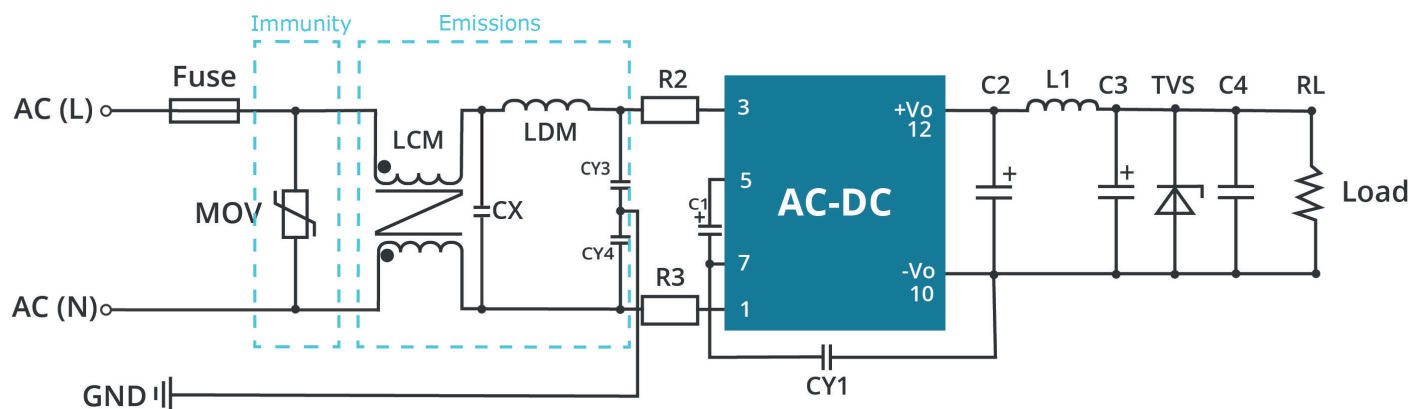 Immunity
Emissions
Fuse
AC (L)
LCM
LDM
R2
MOV
CX
CY3
CY4
AC (N)
R3
GND
3
5
C1
+
7
1
AC-DC
+Vo
12
-Vo
10
CY1
C2
+
L1
C3
+
TVS
C4
RL
Load